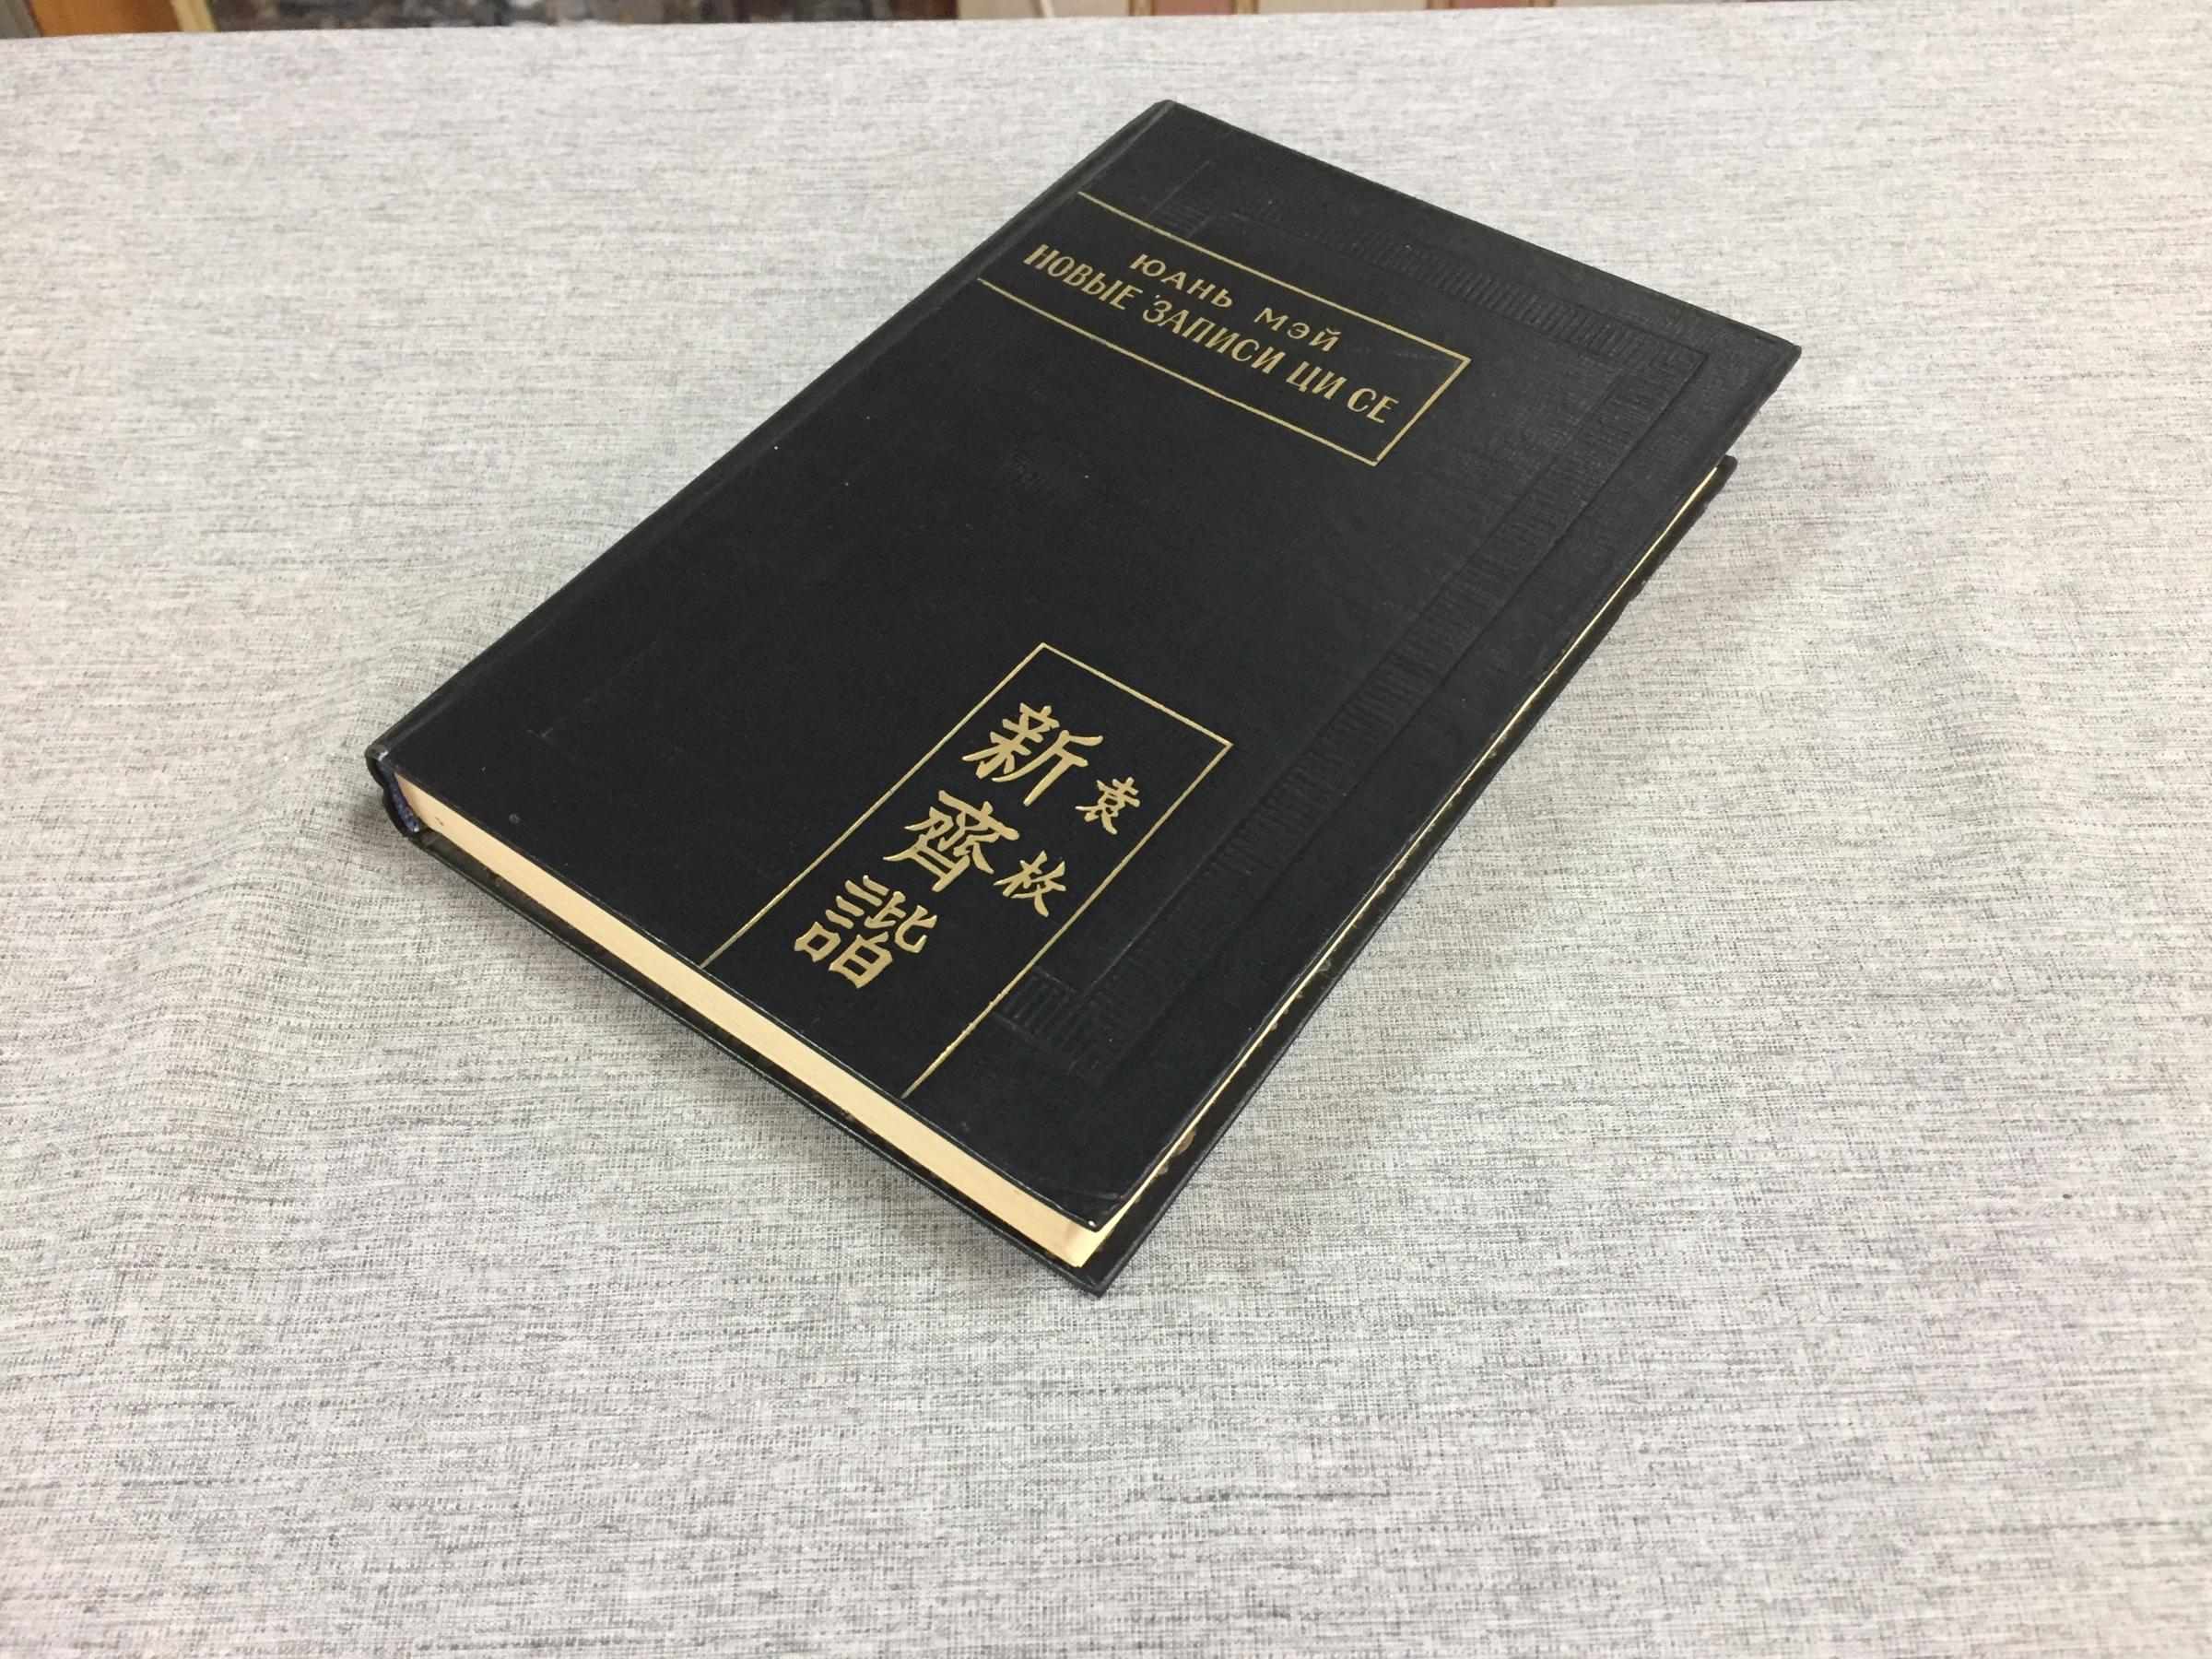 ЮАНЬ МЭЙ
НОВЫЕ ЗАПИСИ ЦИ СЕ
袁枚
新齊諧